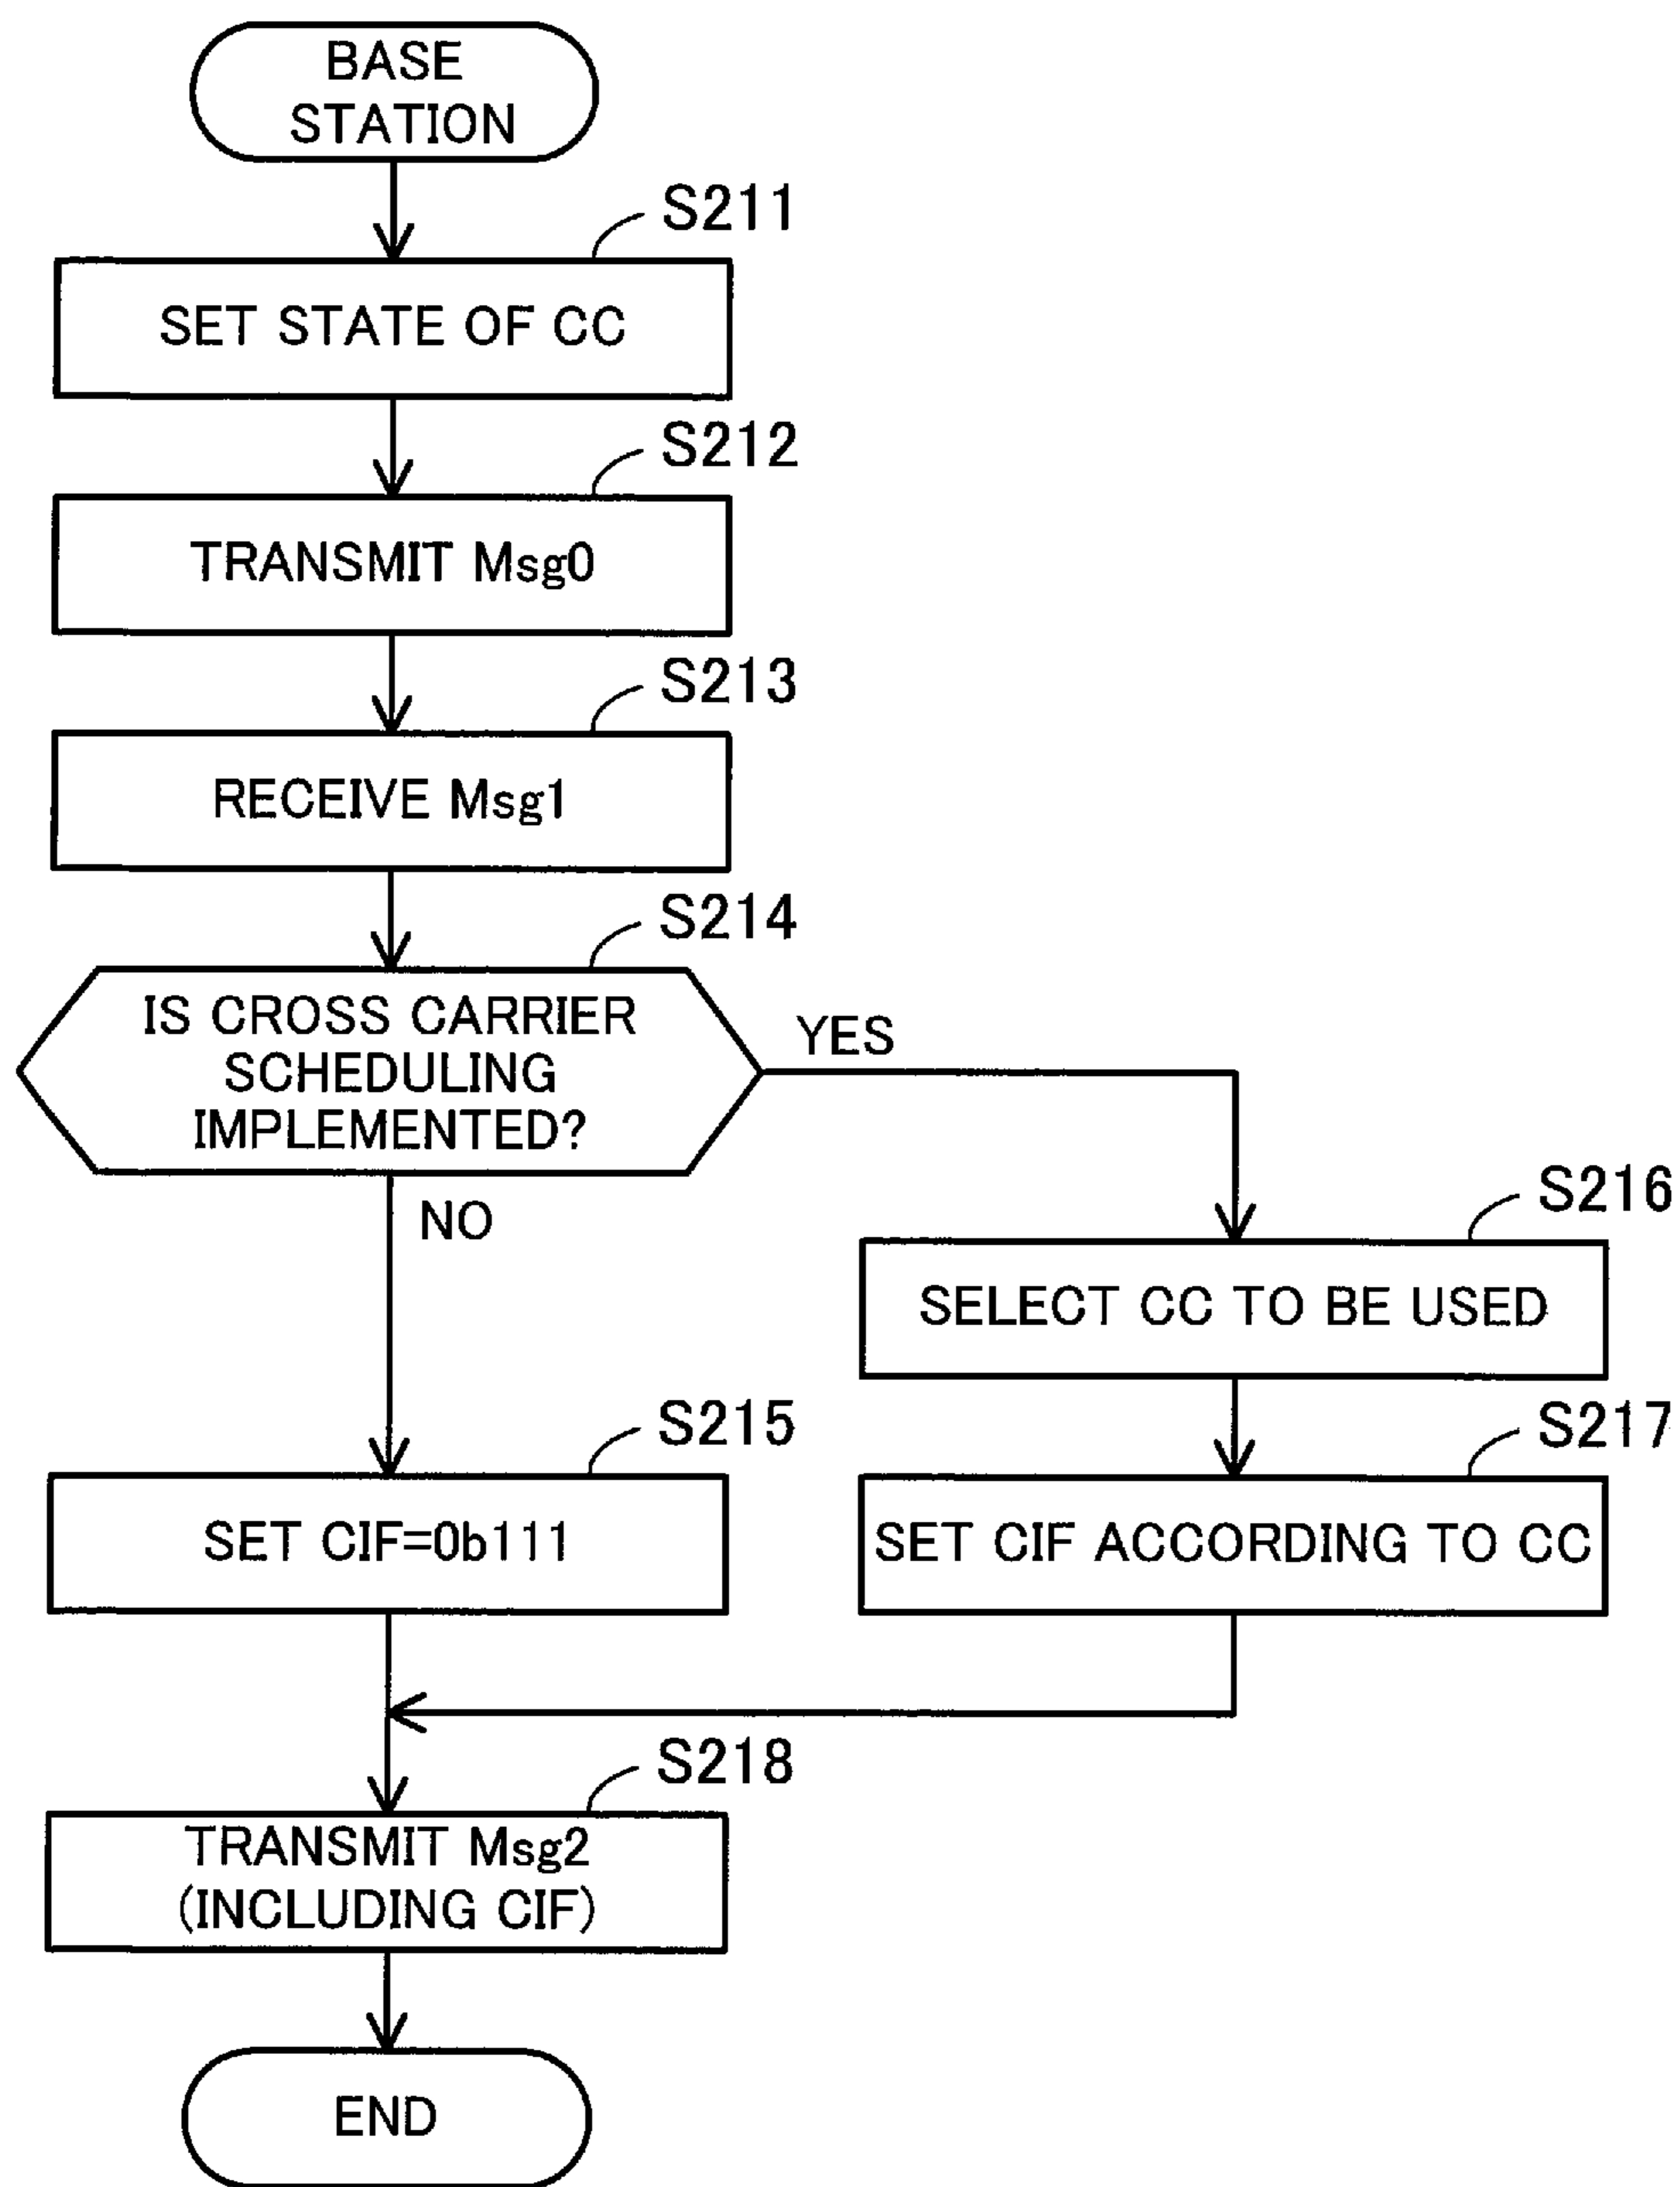 BASE
STATION
S211
SET STATE OF CC
S212
TRANSMIT Msg0
S213
RECEIVE Msg1
S214
IS CROSS CARRIER
SCHEDULING
IMPLEMENTED?
YES
NO
S216
SELECT CC TO BE USED
S215
SET CIF=0b111
S217
SET CIF ACCORDING TO CC
S218
TRANSMIT Msg2
(INCLUDING CIF)
END